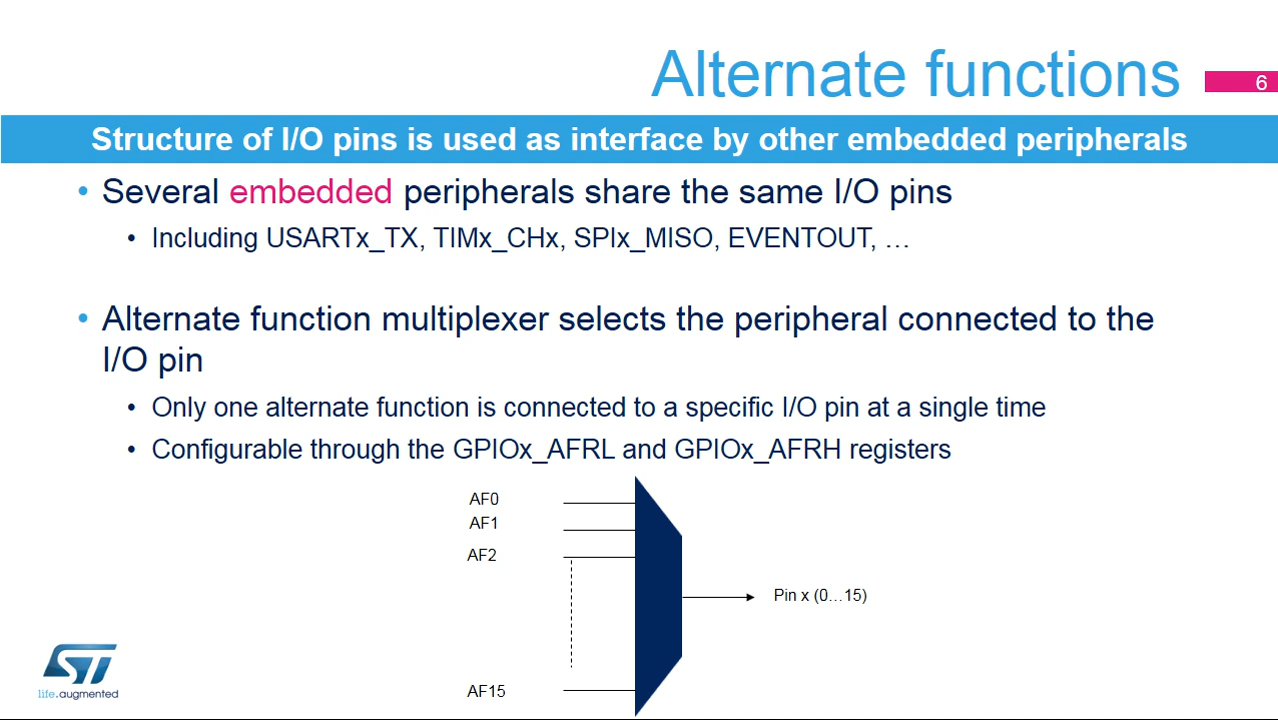 Alternate functions
6
Structure of I/O pins is used as interface by other embedded peripherals
• Several embedded peripherals share the same I/O pins
• Including USARTx_TX, TIMx_CHx, SPIx_MISO, EVENTOUT, …
• Alternate function multiplexer selects the peripheral connected to the
I/O pin
• Only one alternate function is connected to a specific I/O pin at a single time
• Configurable through the GPIOx_AFRL and GPIOx_AFRH registers
AF0
AF1
AF2
Pin x (0…15)
AF15
ST
life.augmented